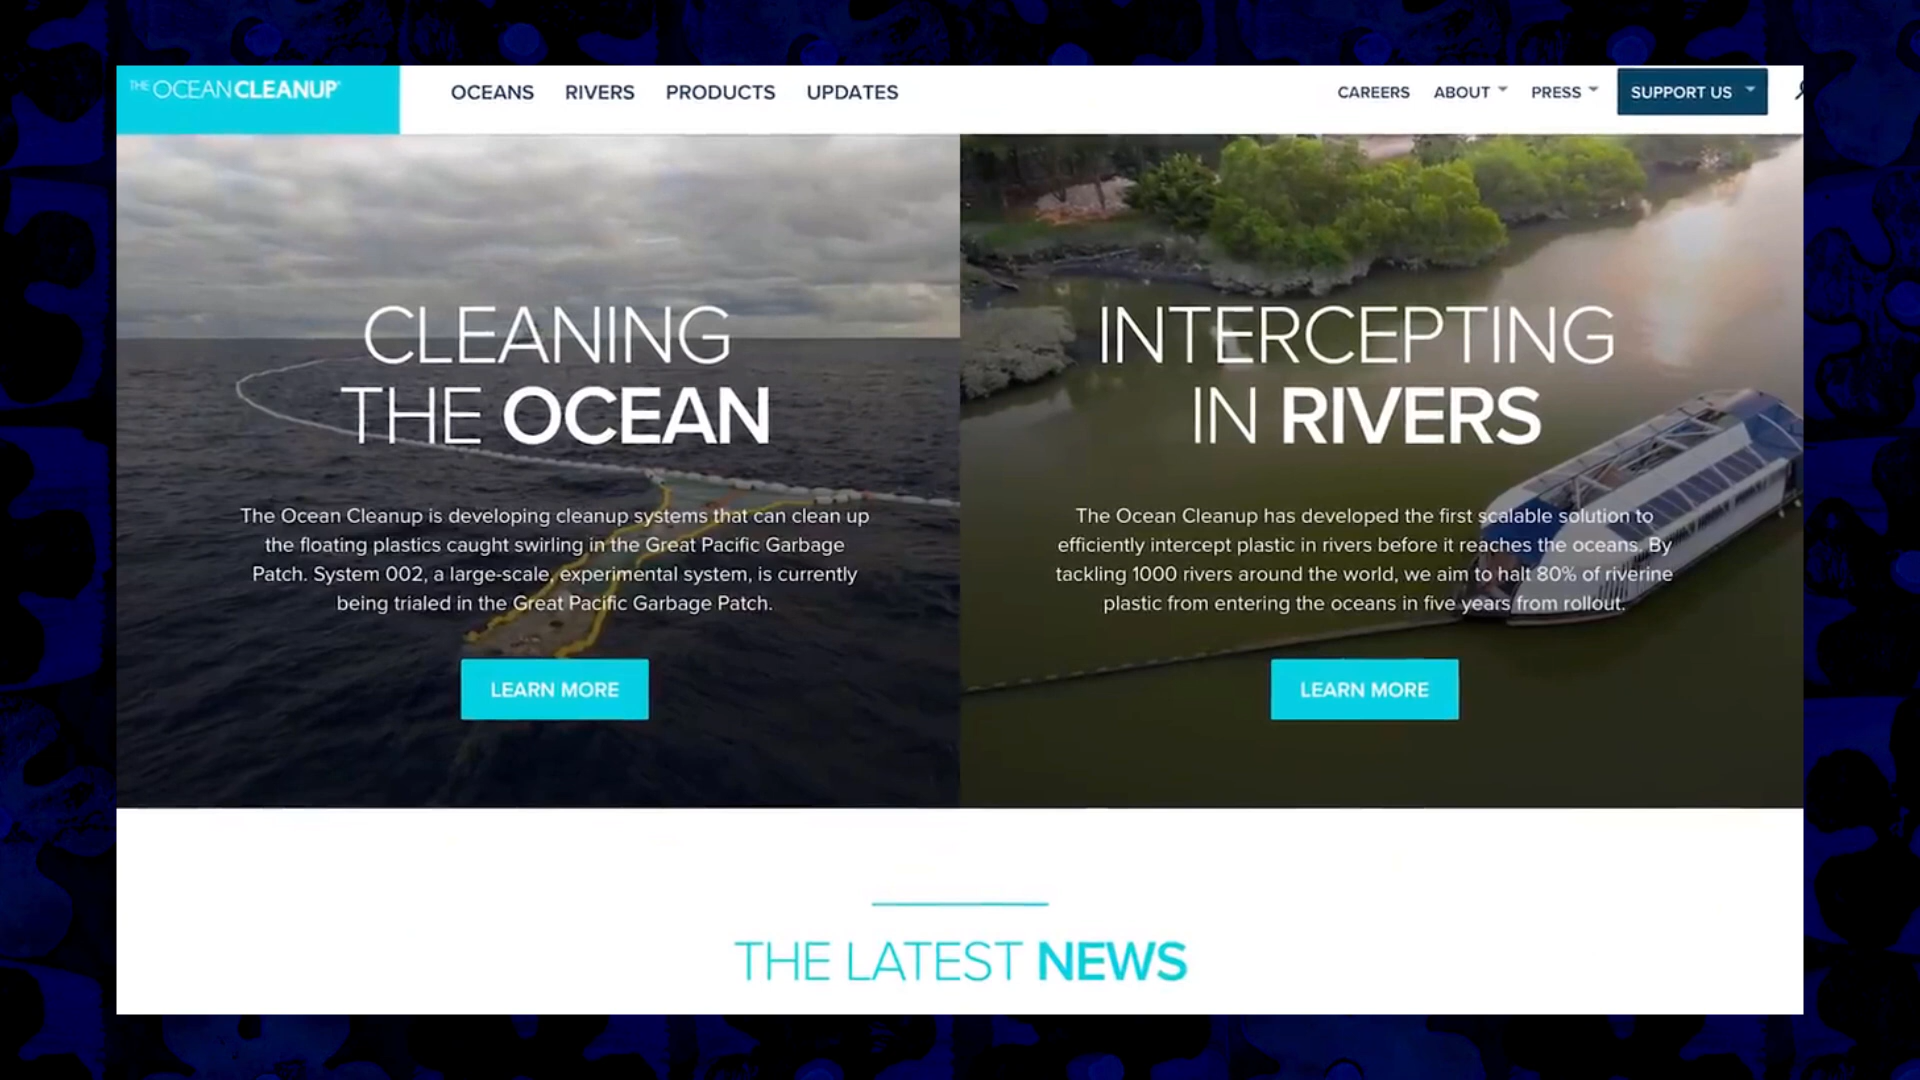 THE OCEANCLEANUP
OCEANS RIVERS PRODUCTS UPDATES CAREERS ABOUT PRESS SUPPORT US
CLEANING
THE OCEAN
The Ocean Cleanup is developing cleanup systems that can clean up
the floating plastics caught swirling in the Great Pacific Garbage
Patch. System 002, a large-scale, experimental system, is currently
being trialed in the Great Pacific Garbage Patch.
LEARN MORE
INTERCEPTING
IN RIVERS
The Ocean Cleanup has developed the first scalable solution to
efficiently intercept plastic in rivers before it reaches the oceans. By
tackling 1000 rivers around the world, we aim to halt 80% of riverine
plastic from entering the oceans in five years from rollout.
LEARN MORE
THE LATEST NEWS